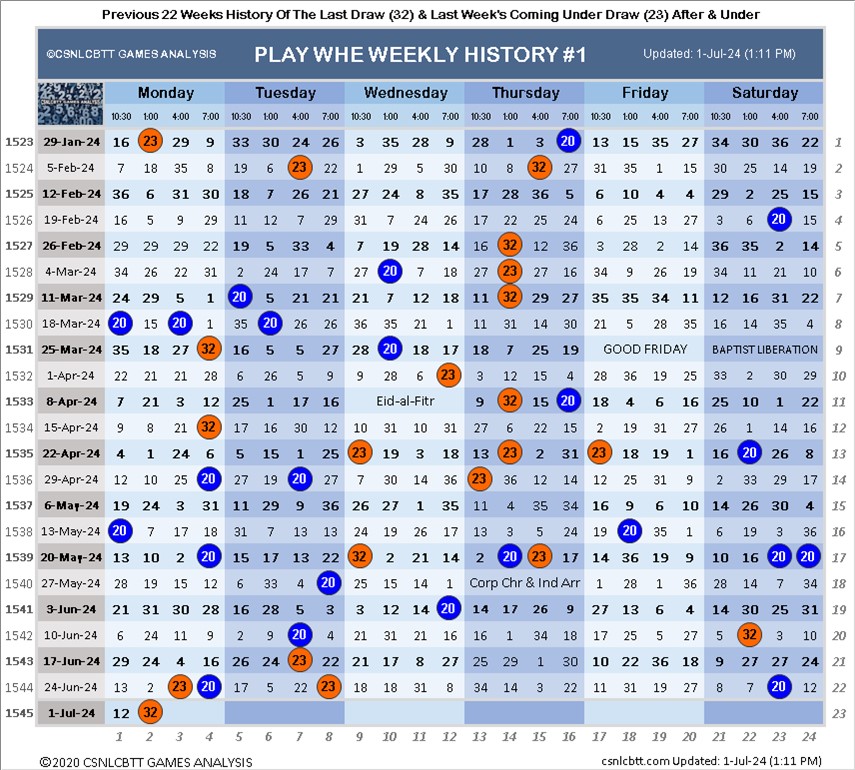 Previous 22 Weeks History Of The Last Draw (32) & Last Week's Coming Under Draw (23) After & Under
©CSNLCBTT GAMES ANALYSIS PLAY WHE WEEKLY HISTORY #1 Updated: 1-Jul-24 (1:11 PM)
CSNLCBTT GAMES ANALYSIS Monday Tuesday Wednesday Thursday Friday Saturday
10:30 1:00 4:00 7:00 10:30 1:00 4:00 7:00 10:30 1:00 4:00 7:00 10:30 1:00 4:00 7:00 10:30 1:00 4:00 7:00 10:30 1:00 4:00 7:00
1523 29-Jan-24 16 23 29 9 33 30 24 26 3 35 28 9 28 1 3 20 13 15 35 27 34 30 36 22 1
1524 5-Feb-24 7 18 35 8 19 6 23 22 1 29 5 30 10 8 32 27 31 35 1 15 30 25 14 19 2
1525 12-Feb-24 36 6 31 30 18 7 26 21 27 24 8 35 17 28 36 5 6 10 4 4 29 2 25 15 3
1526 19-Feb-24 16 5 9 29 11 12 7 29 31 7 24 26 17 22 25 24 6 25 13 27 3 6 20 15 4
1527 26-Feb-24 29 29 29 22 19 5 33 4 7 19 28 14 16 32 12 36 3 28 2 14 36 35 2 14 5
1528 4-Mar-24 34 26 22 31 2 24 17 7 27 20 7 18 27 23 27 16 34 9 26 19 34 11 21 10 6
1529 11-Mar-24 24 29 5 1 20 5 21 21 21 7 12 18 11 32 29 27 35 35 34 11 12 16 31 22 7
1530 18-Mar-24 20 15 20 1 35 20 26 26 36 35 21 1 11 31 14 30 21 5 28 35 16 14 35 4 8
1531 25-Mar-24 35 18 27 32 16 5 5 27 28 20 18 17 18 7 25 19 GOOD FRIDAY BAPTIST LIBERATION 9
1532 1-Apr-24 22 21 21 28 6 26 5 9 9 28 6 23 3 12 15 4 28 36 19 25 33 2 30 29 10
1533 8-Apr-24 7 21 3 12 25 1 17 16 Eid-al-Fitr 9 32 15 20 18 4 6 16 25 10 1 22 11
1534 15-Apr-24 9 8 21 32 17 16 30 12 10 31 10 31 27 6 22 15 2 19 31 27 26 1 14 16 12
1535 22-Apr-24 4 1 24 6 5 15 1 25 23 19 3 18 13 23 2 31 23 18 19 1 16 20 26 8 13
1536 29-Apr-24 12 10 25 20 19 27 20 27 7 30 14 36 23 36 12 14 12 25 31 9 2 33 29 17 14
1537 6-May-24 19 24 3 31 11 29 9 36 26 27 1 35 11 4 35 34 16 9 6 10 14 26 30 4 15
1538 13-May-24 20 7 17 18 31 7 13 13 24 19 26 17 13 3 5 24 19 20 18 31 6 19 3 36 16
1539 20-May-24 13 10 2 20 15 17 13 22 32 2 21 14 2 20 23 17 14 36 19 9 10 16 20 20 17
1540 27-May-24 28 19 15 12 6 33 4 20 25 15 14 1 Corp Chr & Ind Arr 1 28 1 36 28 14 7 34 18
1541 3-Jun-24 21 31 30 28 16 28 5 3 3 12 14 20 14 17 26 9 27 13 6 4 14 30 25 31 19
1542 10-Jun-24 6 24 11 9 2 9 20 4 21 31 21 16 16 1 34 18 17 25 5 27 5 32 3 10 20
1543 17-Jun-24 29 24 4 16 26 24 23 22 21 17 8 27 25 29 1 30 10 22 36 18 9 27 27 24 21
1544 24-Jun-24 13 2 23 20 17 5 22 23 18 18 31 8 34 14 3 22 11 31 19 27 8 7 20 12 22
1545 1-Jul-24 12 32 23
1 2 3 4 5 6 7 8 9 10 11 12 13 14 15 16 17 18 19 20 21 22 23 24
©2020 CSNLCBTT GAMES ANALYSIS csnlcbtt.com Updated: 1-Jul-24 (1:11 PM)